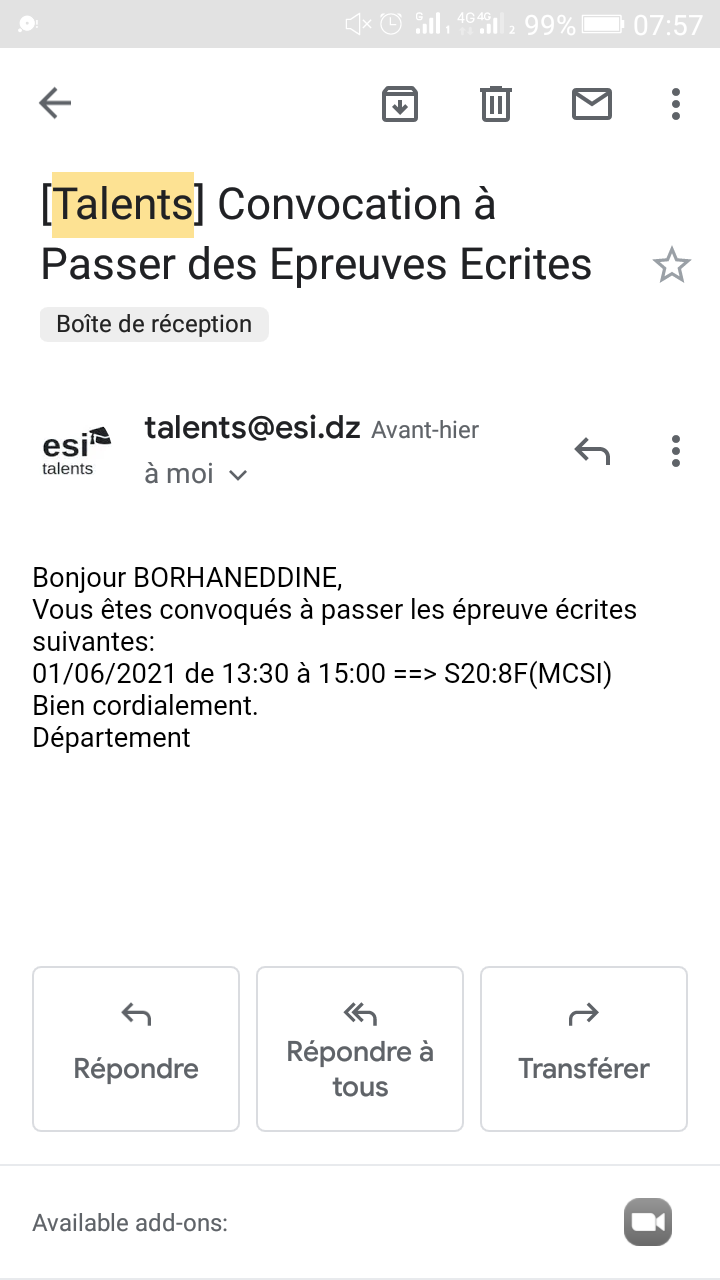 G 1 4G 4G 2 99% 07:57
[Talents] Convocation à
Passer des Epreuves Ecrites
Boîte de réception
esi
talents
talents@esi.dz Avant-hier
à moi
Bonjour BORHANEDDINE,
Vous êtes convoqués à passer les épreuve écrites
suivantes:
01/06/2021 de 13:30 à 15:00 ==> S20:8F(MCSI)
Bien cordialement.
Département
Répondre
Répondre à
tous
Transférer
Available add-ons: